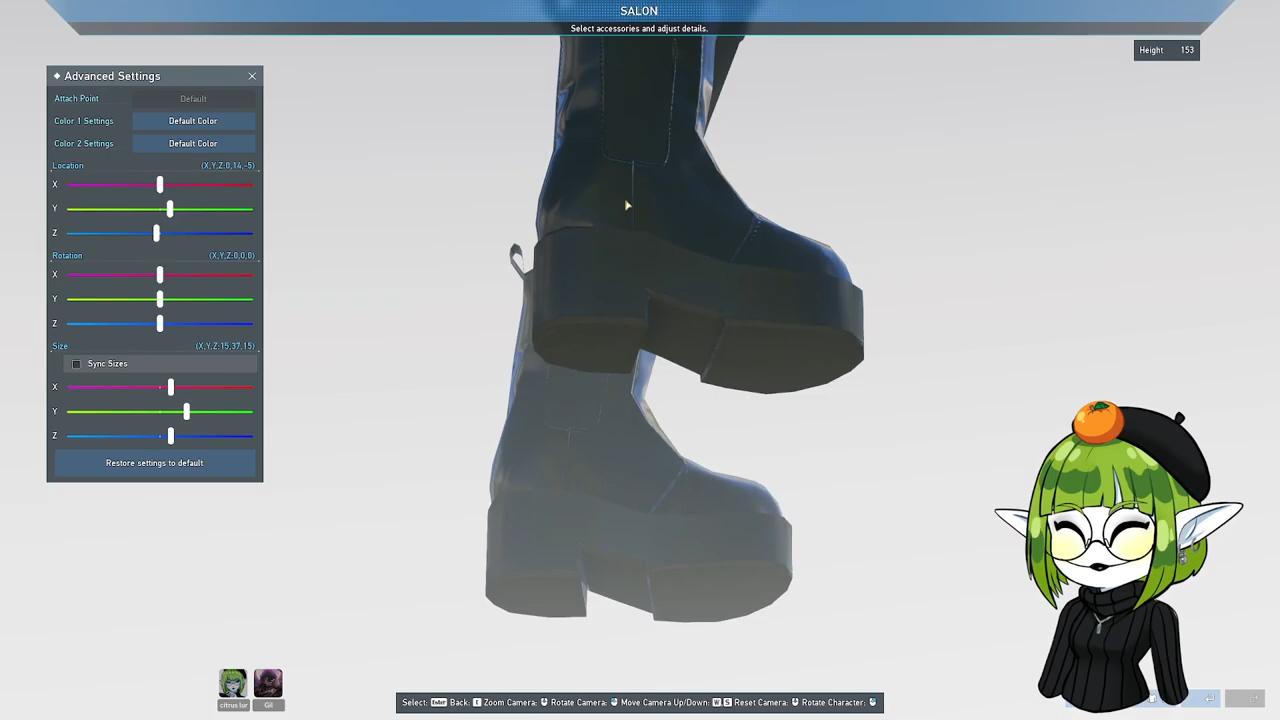 SALON
Select accessories and adjust details.
Height 153
Advanced Settings
Attach Point Default
Color 1 Settings Default Color
Color 2 Settings Default Color
Location (X,Y,Z:0,14,-5)
X
Y
Z
Rotation (X,Y,Z:0,0,0)
X
Y
Z
Size (X,Y,Z:15,37,15)
Sync Sizes
X
Y
Z
Restore settings to default
citrus lur Gil
Select: Enter Back: Zoom Camera: Rotate Camera: Move Camera Up/Down: W S Reset Camera: Rotate Character: